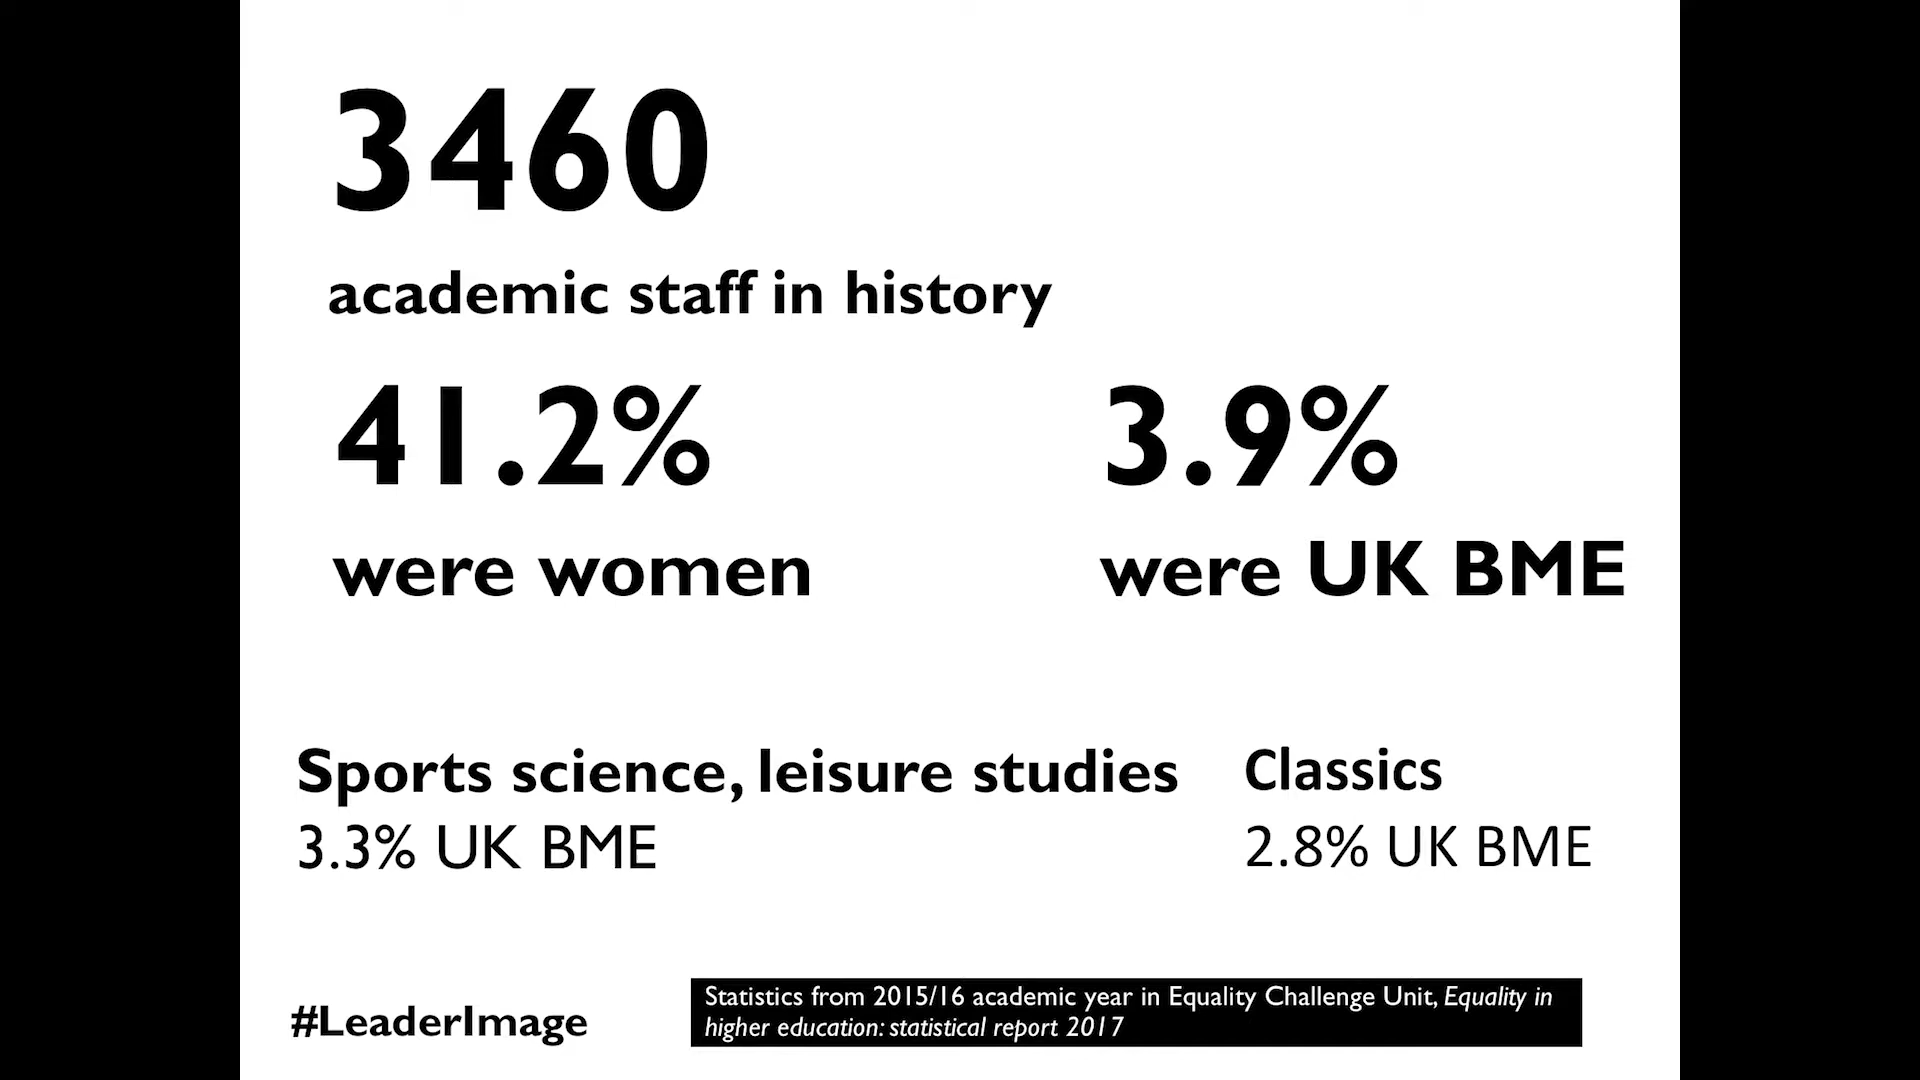 3460
academic staff in history
41.2%
were women
3.9%
were UK BME
Sports science, leisure studies
3.3% UK BME
Classics
2.8% UK BME
#LeaderImage
Statistics from 2015/16 academic year in Equality Challenge Unit, Equality in
higher education: statistical report 2017